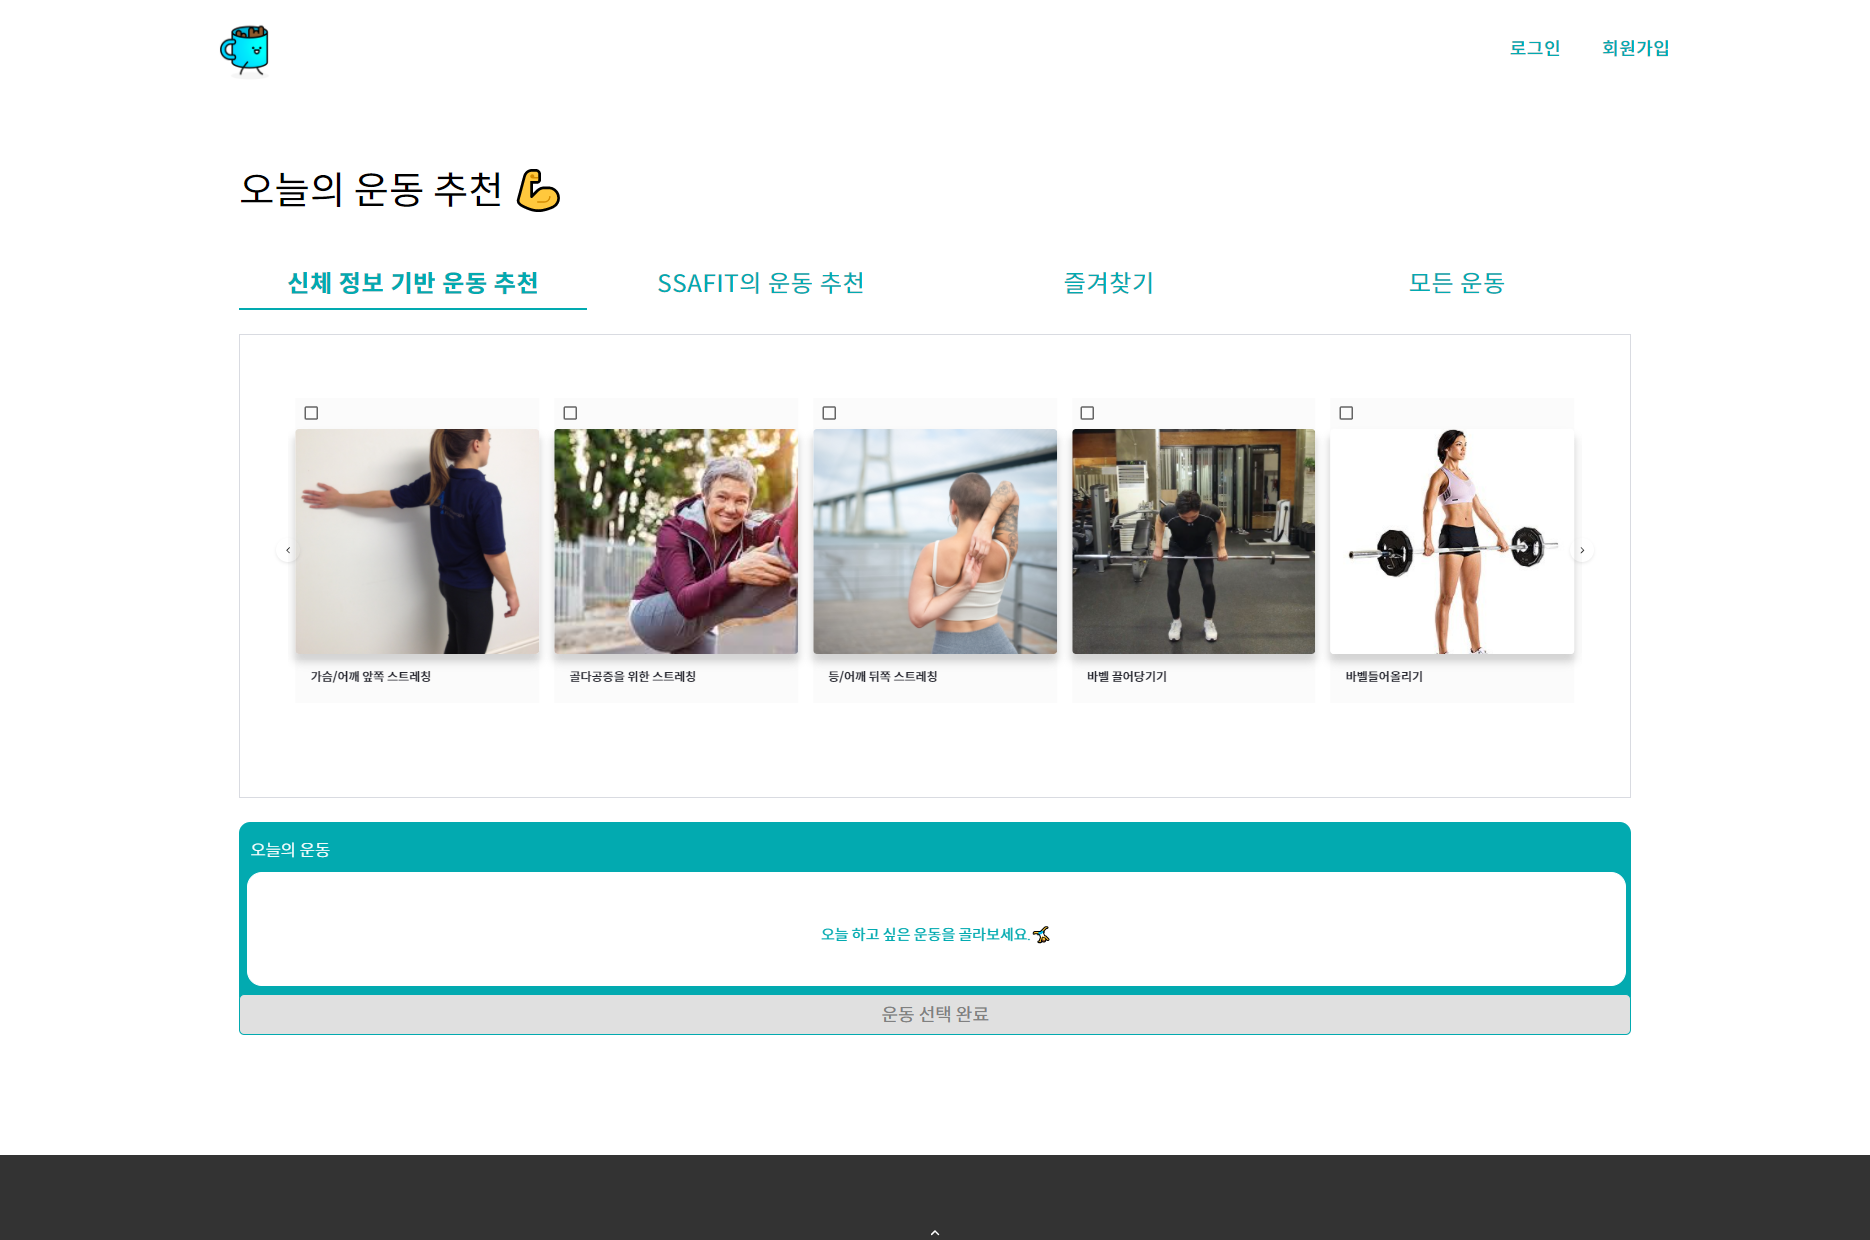 로그인
회원가입
오늘의 운동 추천
신체 정보 기반 운동 추천
SSAFIT의 운동 추천
즐겨찾기
모든 운동
가슴/어깨 앞쪽 스트레칭
골다공증을 위한 스트레칭
등/어깨 뒤쪽 스트레칭
바벨 끌어당기기
바벨들어올리기
오늘의 운동
오늘 하고 싶은 운동을 골라보세요.
운동 선택 완료